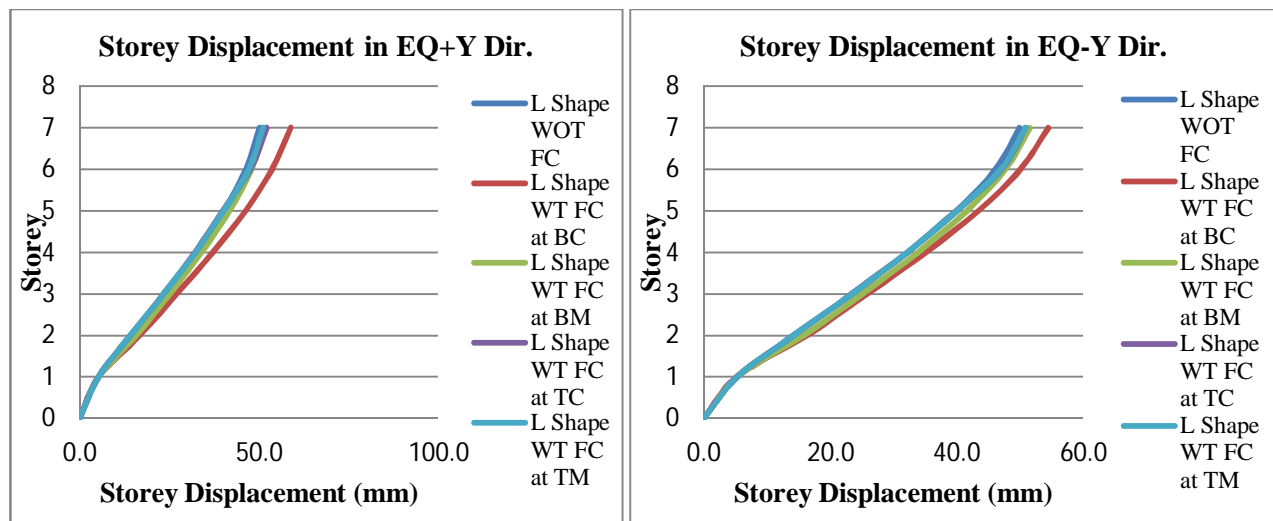 Storey Displacement in EQ+Y Dir.
8
7
6
5
4
3
2
1
0
Storey
0.0
50.0
100.0
Storey Displacement (mm)
L Shape
WOT
FC
L Shape
WT FC
at BC
L Shape
WT FC
at BM
L Shape
WT FC
at TC
L Shape
WT FC
at TM
Storey Displacement in EQ-Y Dir.
8
7
6
5
4
3
2
1
0
Storey
0.0
20.0
40.0
60.0
Storey Displacement (mm)
L Shape
WOT
FC
L Shape
WT FC
at BC
L Shape
WT FC
at BM
L Shape
WT FC
at TC
L Shape
WT FC
at TM